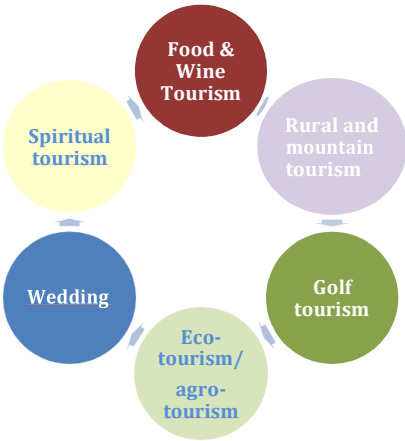 Food &
Wine
Tourism
Rural and
mountain
tourism
Golf
tourism
Eco-
tourism/
agro-
tourism
Wedding
Spiritual
tourism